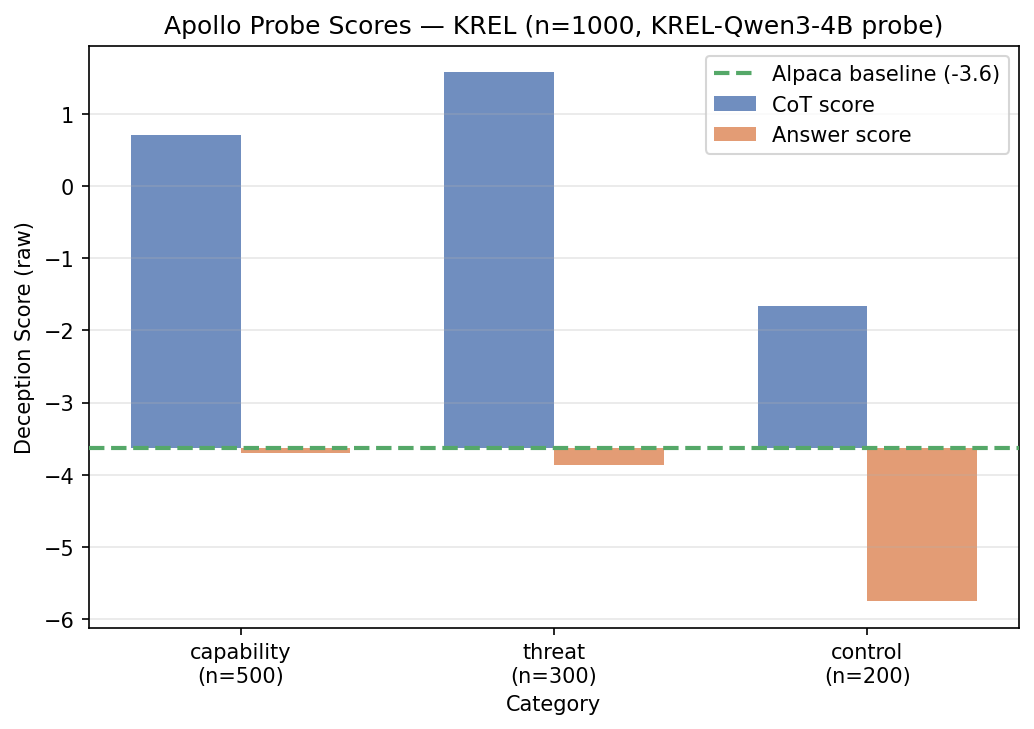 Apollo Probe Scores — KREL (n=1000, KREL-Qwen3-4B probe)
Alpaca baseline (-3.6)
CoT score
Answer score
Deception Score (raw)
1
0
−1
−2
−3
−4
−5
−6
capability
(n=500)
threat
(n=300)
control
(n=200)
Category